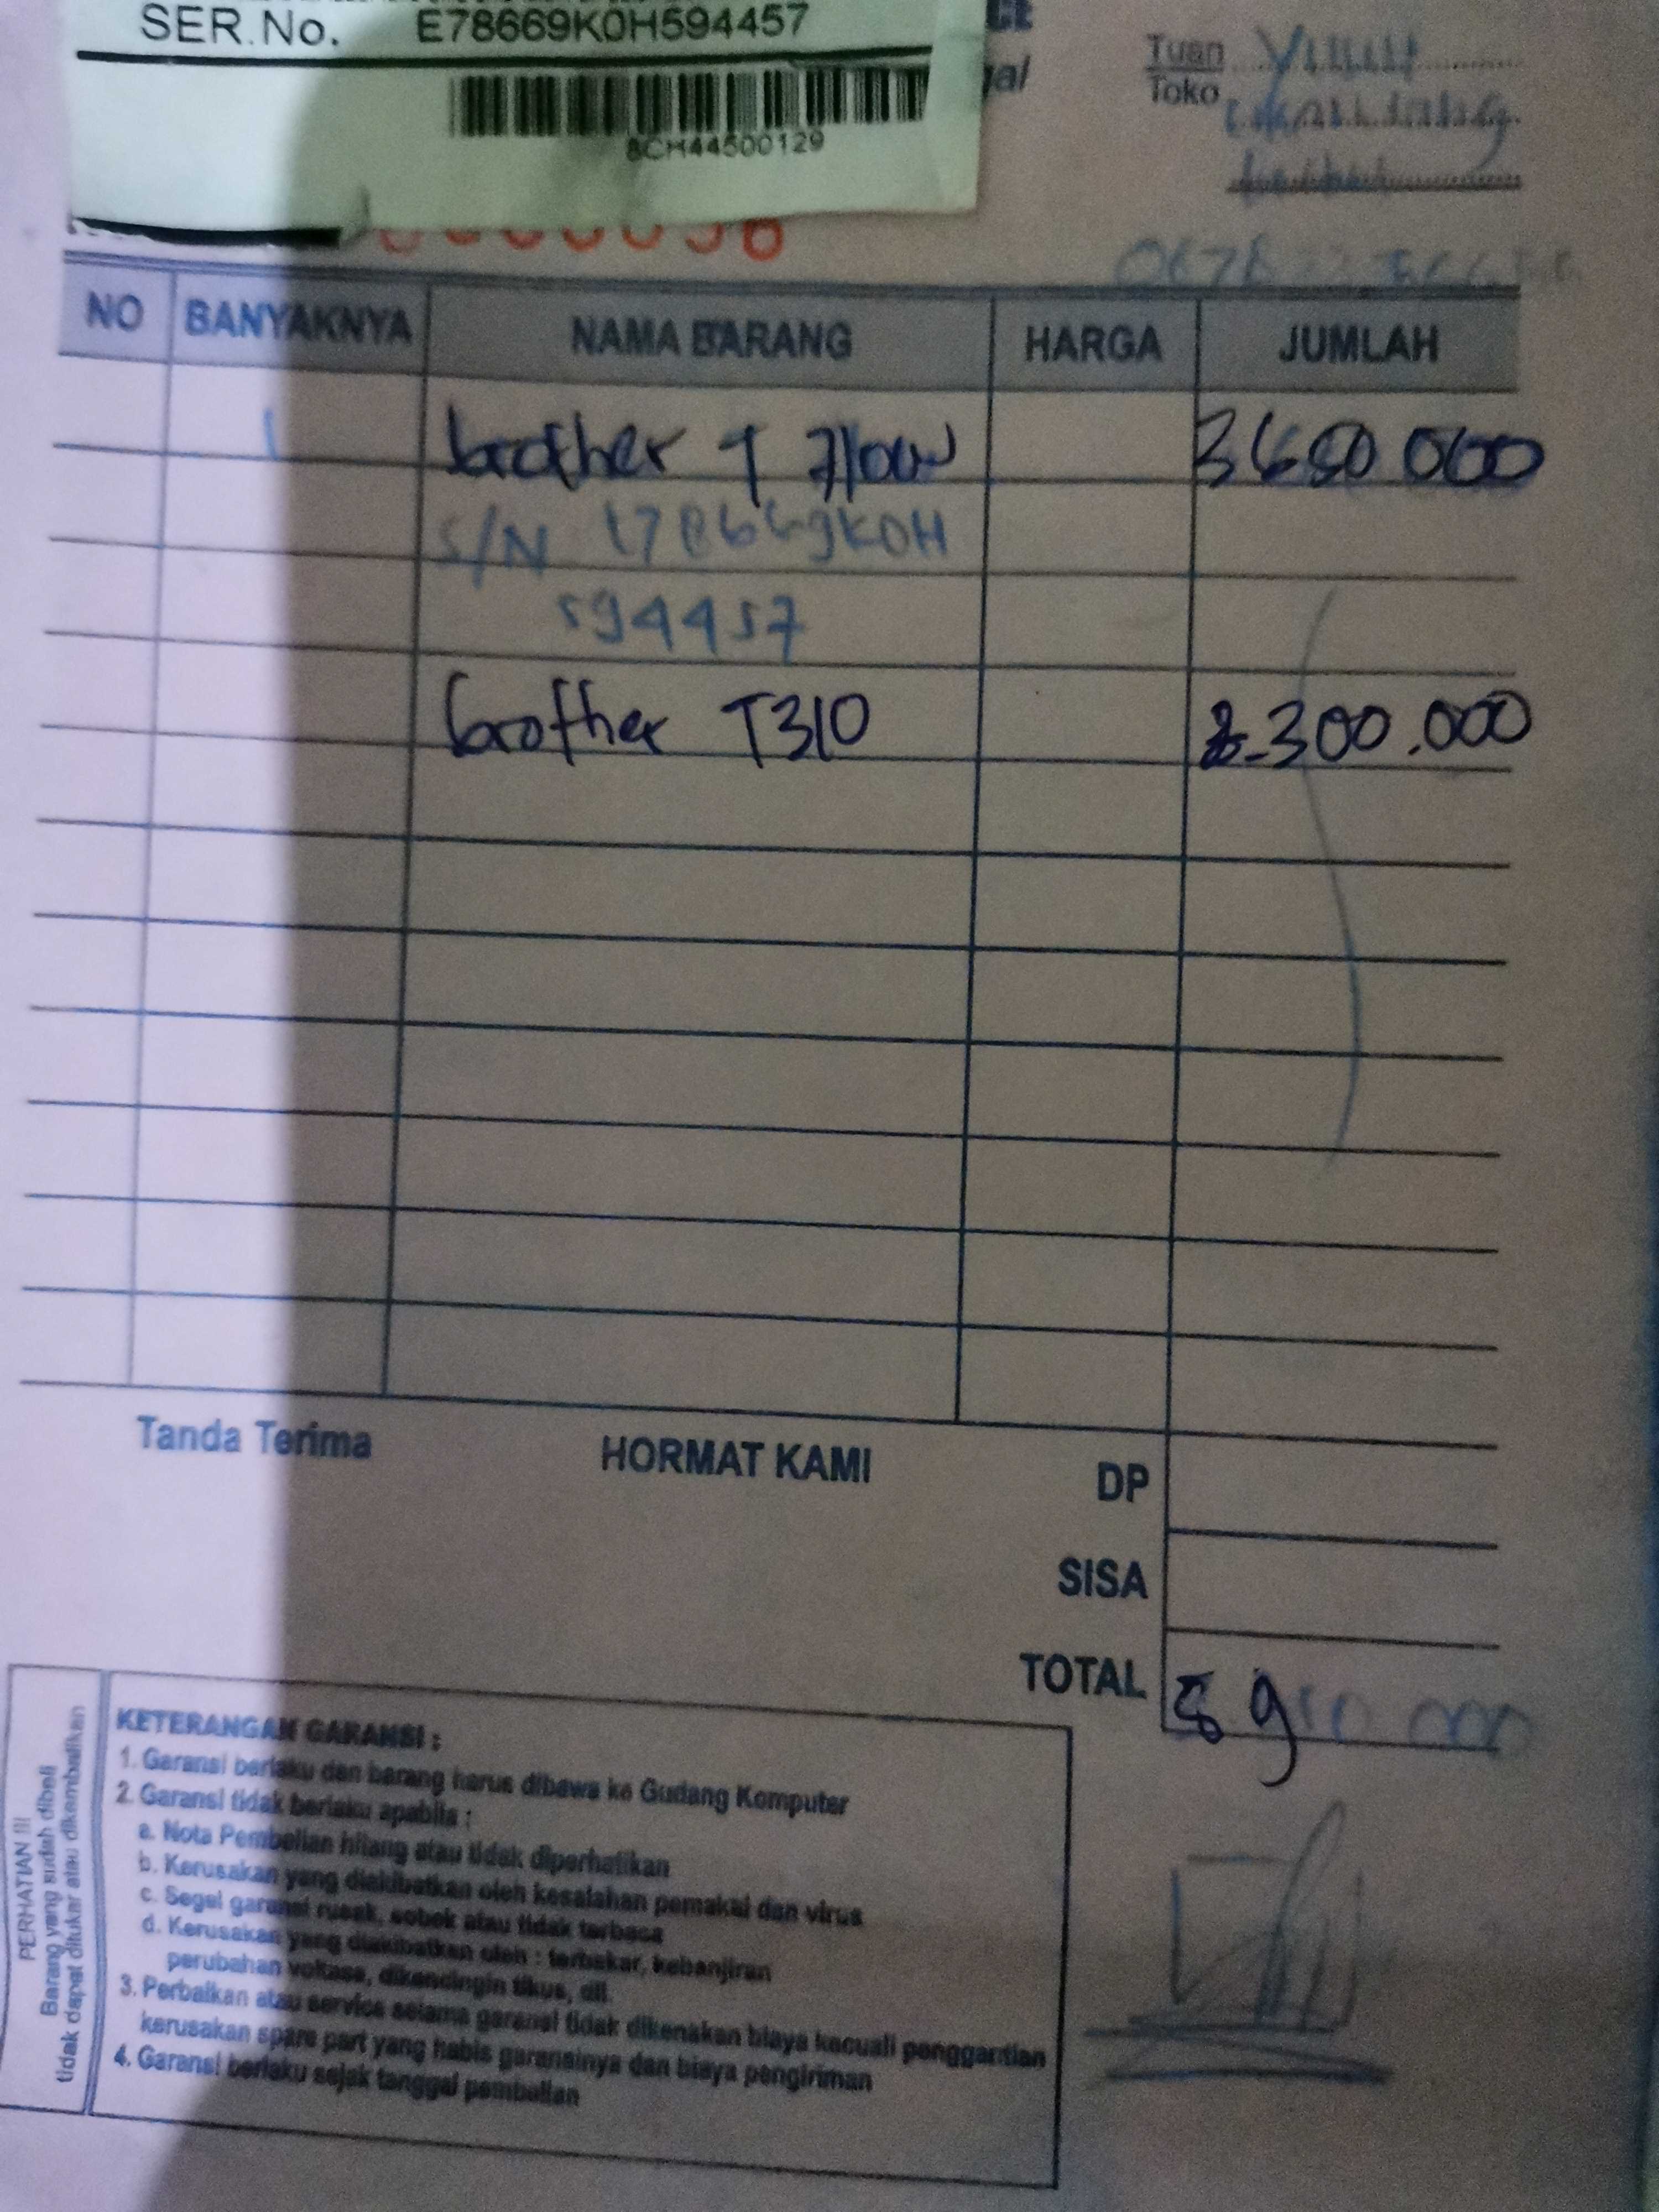 SER.No. E78669K0H594457
BCH44500129
Tuan
Toko
NO BANYAKNYA NAMA BARANG HARGA JUMLAH
1 brother T 710W 3650 000
S/N 178669K0H
594457
brother T310 2.300.000
Tanda Terima HORMAT KAMI DP
SISA
TOTAL
PERHATIAN !!!
Barang yang sudah dibeli
tidak dapat ditukar atau dikembalikan
KETERANGAN GARANSI :
1. Garansi berlaku dan barang harus dibawa ke Gudang Komputer
2. Garansi tidak berlaku apabila :
a. Nota Pembelian hilang atau tidak diperhatikan
b. Kerusakan yang diakibatkan oleh kesalahan pemakai dan virus
c. Segel garansi rusak, sobek atau tidak terbaca
d. Kerusakan yang diakibatkan oleh : terbakar, kebanjiran
perubahan voltase, dikencingin tikus, dll.
3. Perbaikan atau service selama garansi tidak dikenakan biaya kecuali penggantian
kerusakan spare part yang habis garansinya dan biaya pengiriman
4. Garansi berlaku sejak tanggal pembelian